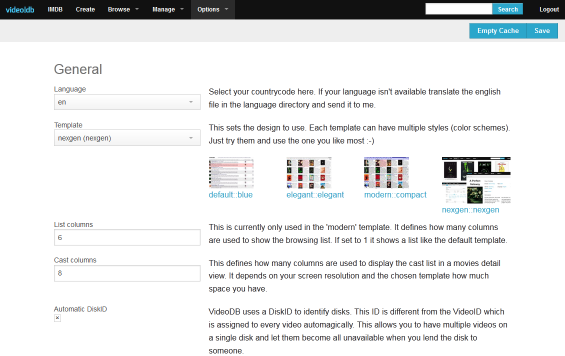 videoldb IMDB Create Browse Manage Options Search Logout
Empty Cache Save
General
Language
en
Select your countrycode here. If your language isn't available translate the english
file in the language directory and send it to me.
Template
nexgen (nexgen)
This sets the design to use. Each template can have multiple styles (color schemes).
Just try them and use the one you like most :-)
default::blue elegant::elegant modern::compact
nexgen::nexgen
List columns
6
This is currently only used in the 'modern' template. It defines how many columns
are used to show the browsing list. If set to 1 it shows a list like the default template.
Cast columns
8
This defines how many columns are used to display the cast list in a movies detail
view. It depends on your screen resolution and the chosen template how much
space you have.
Automatic DiskID
VideoDB uses a DiskID to identify disks. This ID is different from the VideoID which
is assigned to every video automagically. This allows you to have multiple videos on
a single disk and let them become all unavailable when you lend the disk to
someone.